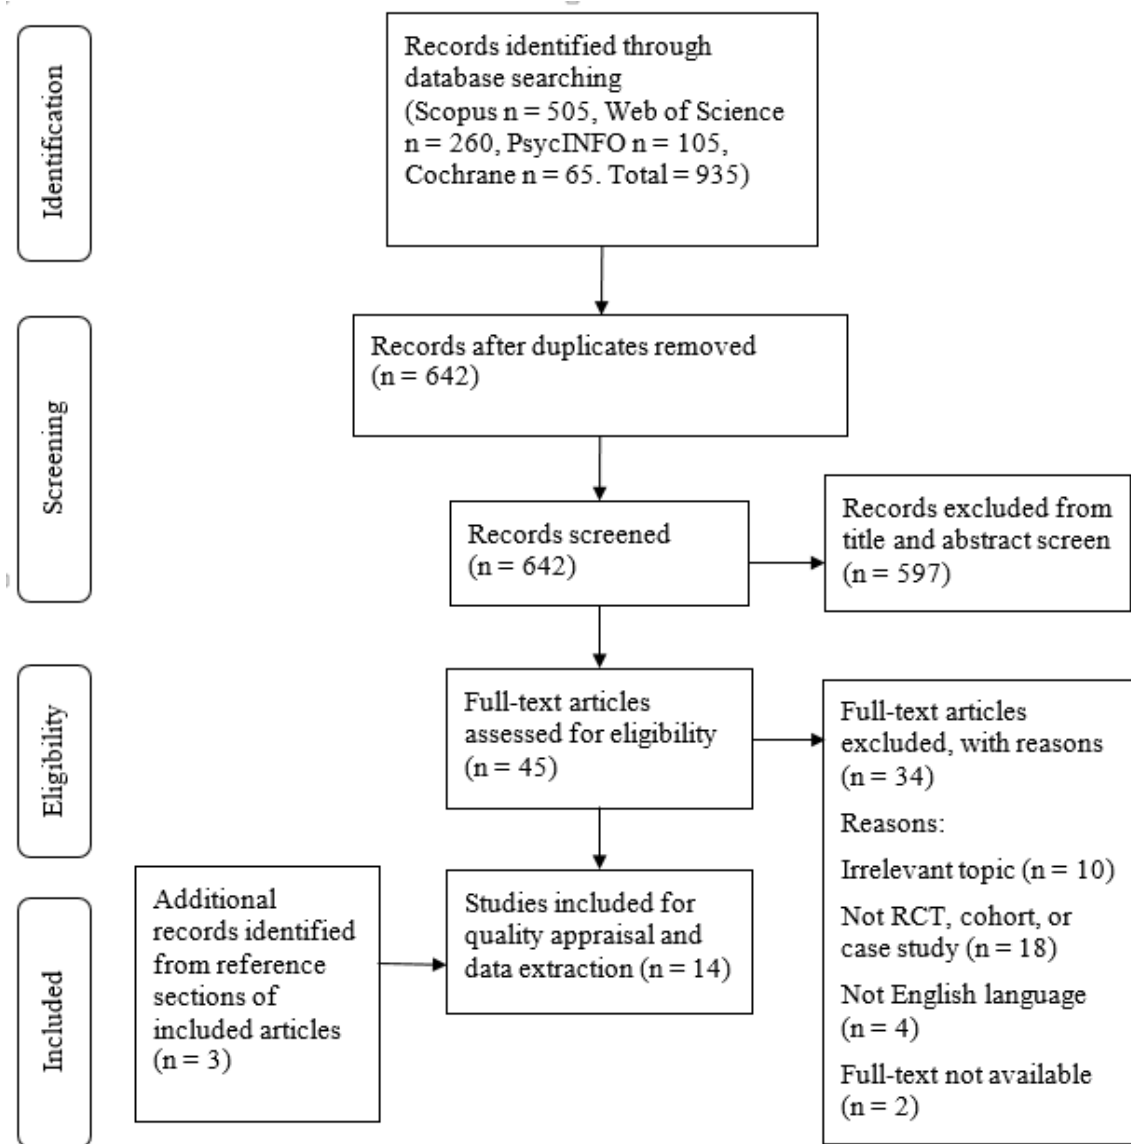 Identification
Records identified through
database searching
(Scopus n = 505, Web of Science
n = 260, PsycINFO n = 105,
Cochrane n = 65. Total = 935)
Screening
Records after duplicates removed
(n = 642)
Records screened
(n = 642)
Records excluded from
title and abstract screen
(n = 597)
Eligibility
Full-text articles
assessed for eligibility
(n = 45)
Full-text articles
excluded, with reasons
(n = 34)
Reasons:
Irrelevant topic (n = 10)
Not RCT, cohort, or
case study (n = 18)
Not English language
(n = 4)
Full-text not available
(n = 2)
Included
Additional
records identified
from reference
sections of
included articles
(n = 3)
Studies included for
quality appraisal and
data extraction (n = 14)